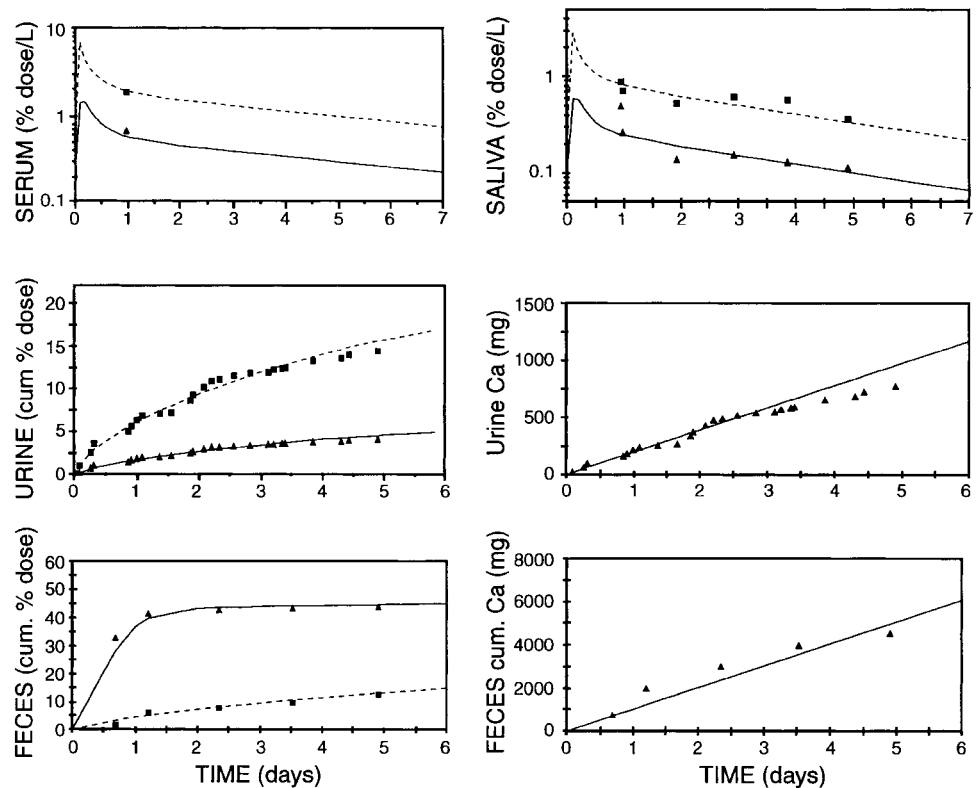 SERUM (% dose/L)
10
1
0.1
0 1 2 3 4 5 6 7
SALIVA (% dose/L)
1
0.1
0 1 2 3 4 5 6 7
URINE (cum % dose)
20
15
10
5
0
0 1 2 3 4 5 6
Urine Ca (mg)
1500
1000
500
0
0 1 2 3 4 5 6
FECES (cum. % dose)
60
50
40
30
20
10
0
0 1 2 3 4 5 6
TIME (days)
FECES cum. Ca (mg)
8000
6000
4000
2000
0
0 1 2 3 4 5 6
TIME (days)